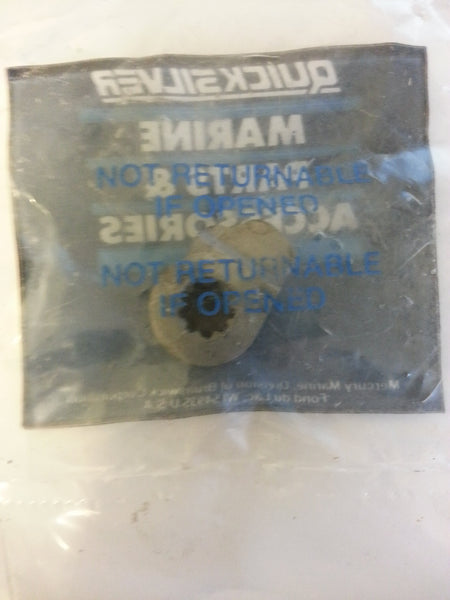 QUICKSILVER
MARINE
PARTS &
ACCESSORIES
NOT RETURNABLE
IF OPENED
NOT RETURNABLE
IF OPENED
Mercury Marine, Division of Brunswick Corporation
Fond du Lac, WI 54935 U.S.A.